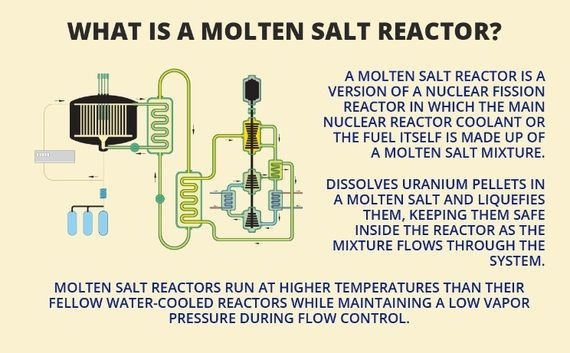 WHAT IS A MOLTEN SALT REACTOR?
A MOLTEN SALT REACTOR IS A
VERSION OF A NUCLEAR FISSION
REACTOR IN WHICH THE MAIN
NUCLEAR REACTOR COOLANT OR
THE FUEL ITSELF IS MADE UP OF
A MOLTEN SALT MIXTURE.
DISSOLVES URANIUM PELLETS IN
A MOLTEN SALT AND LIQUEFIES
THEM, KEEPING THEM SAFE
INSIDE THE REACTOR AS THE
MIXTURE FLOWS THROUGH THE
SYSTEM.
MOLTEN SALT REACTORS RUN AT HIGHER TEMPERATURES THAN THEIR
FELLOW WATER-COOLED REACTORS WHILE MAINTAINING A LOW VAPOR
PRESSURE DURING FLOW CONTROL.